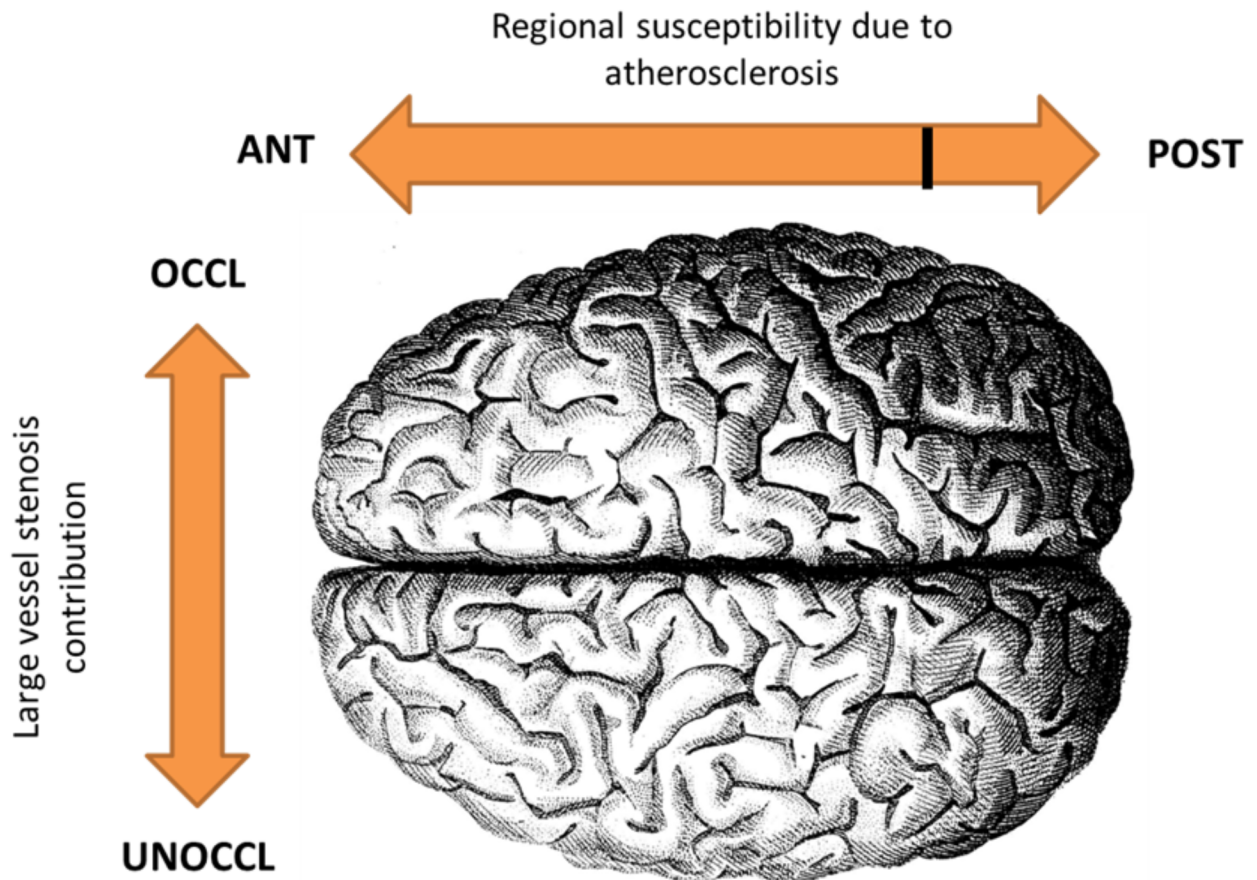 Regional susceptibility due to
atherosclerosis
ANT
POST
OCCL
Large vessel stenosis
contribution
UNOCCL